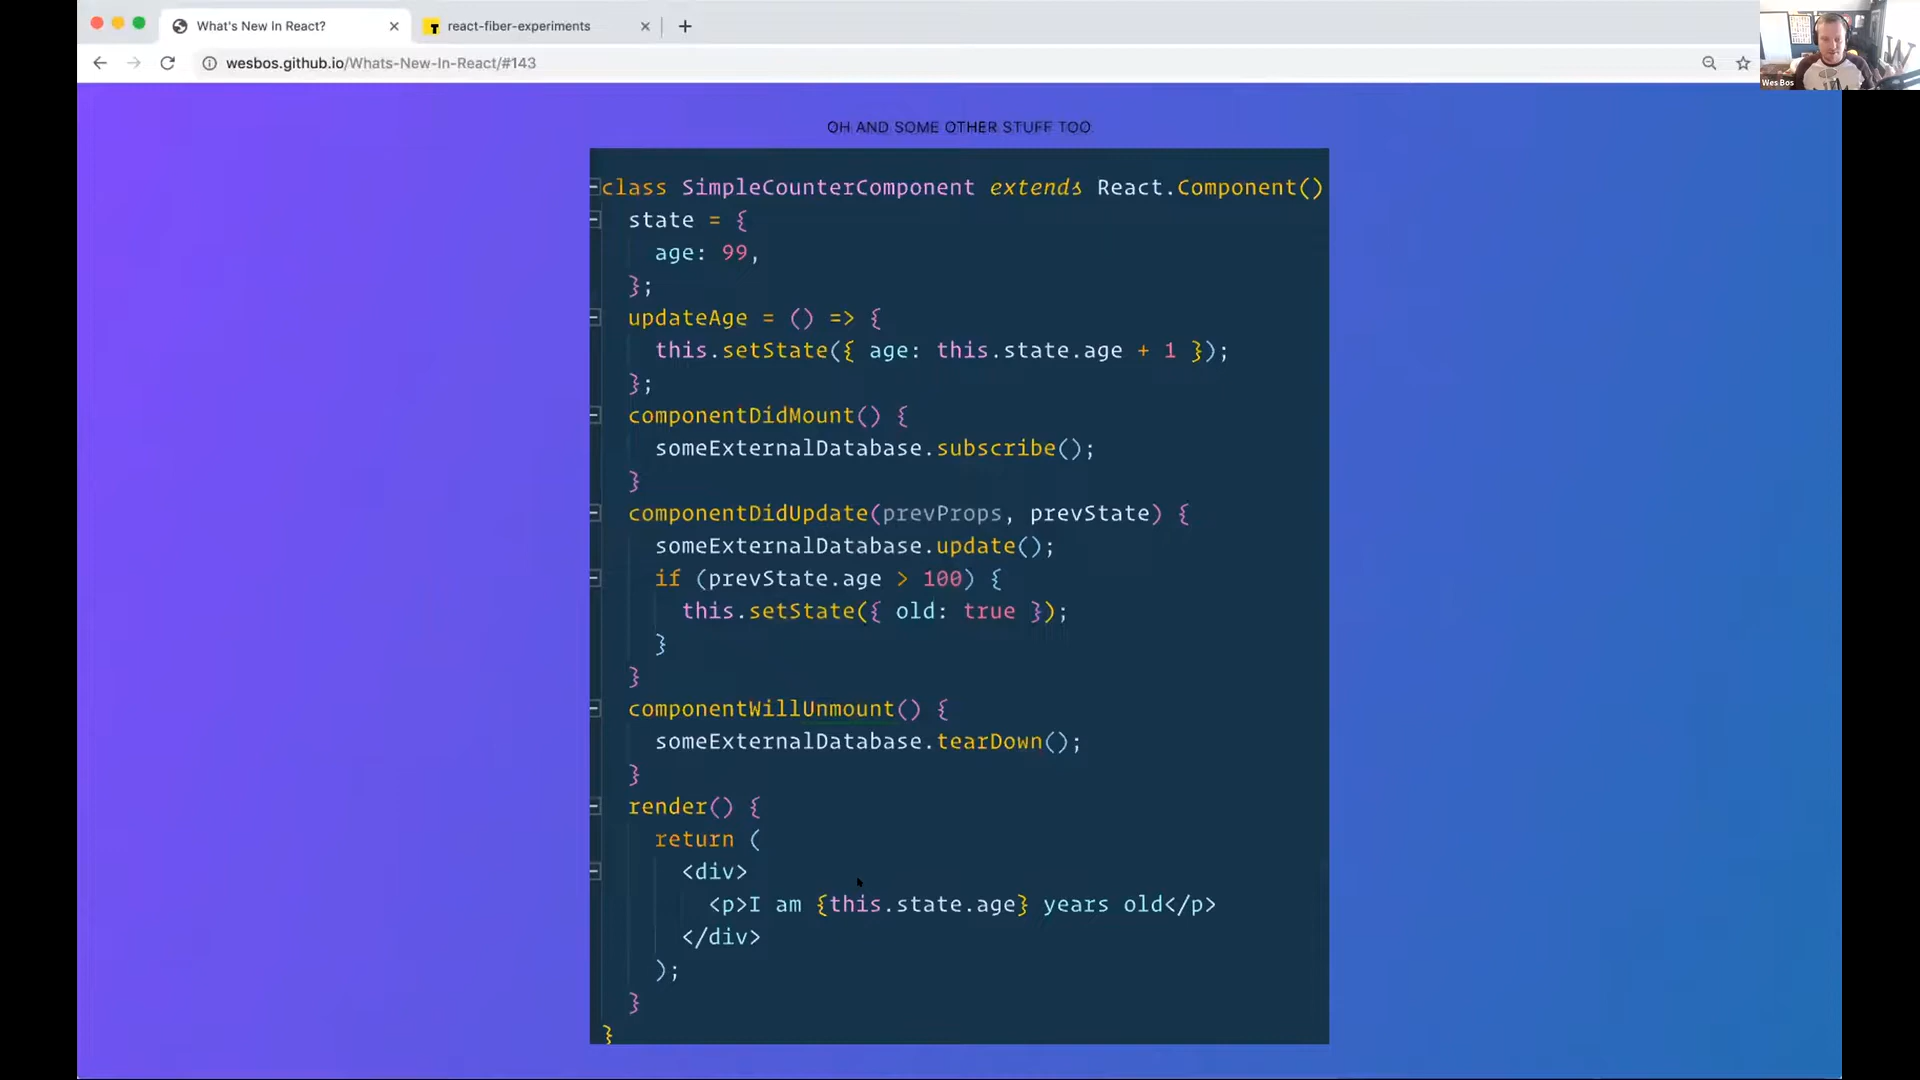 What's New In React?
react-fiber-experiments
wesbos.github.io/Whats-New-In-React/#143
Wes Bos
OH AND SOME OTHER STUFF TOO
class SimpleCounterComponent extends React.Component()
state = {
age: 99,
};
updateAge = () => {
this.setState({ age: this.state.age + 1 });
};
componentDidMount() {
someExternalDatabase.subscribe();
}
componentDidUpdate(prevProps, prevState) {
someExternalDatabase.update();
if (prevState.age > 100) {
this.setState({ old: true });
}
}
componentWillUnmount() {
someExternalDatabase.tearDown();
}
render() {
return (
<div>
<p>I am {this.state.age} years old</p>
</div>
);
}
}